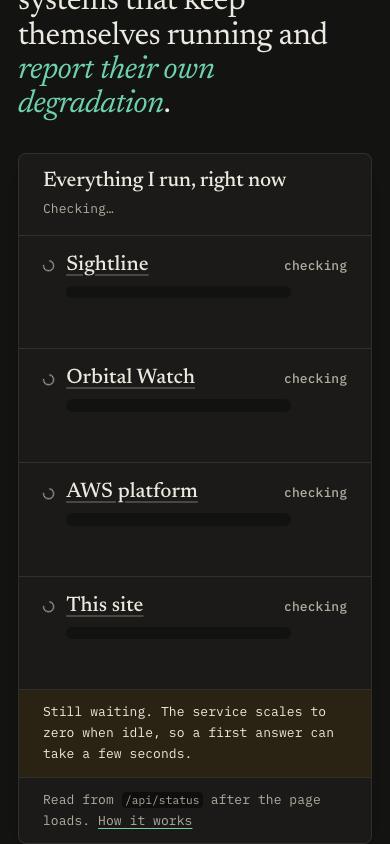 systems that keep
themselves running and
report their own
degradation.
Everything I run, right now
Checking…
Sightline checking
Orbital Watch checking
AWS platform checking
This site checking
Still waiting. The service scales to
zero when idle, so a first answer can
take a few seconds.
Read from /api/status after the page
loads. How it works